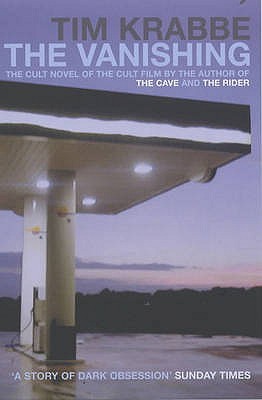 TIM KRABBE
THE VANISHING
THE CULT NOVEL OF THE CULT FILM BY THE AUTHOR OF
THE CAVE AND THE RIDER
'A STORY OF DARK OBSESSION' SUNDAY TIMES